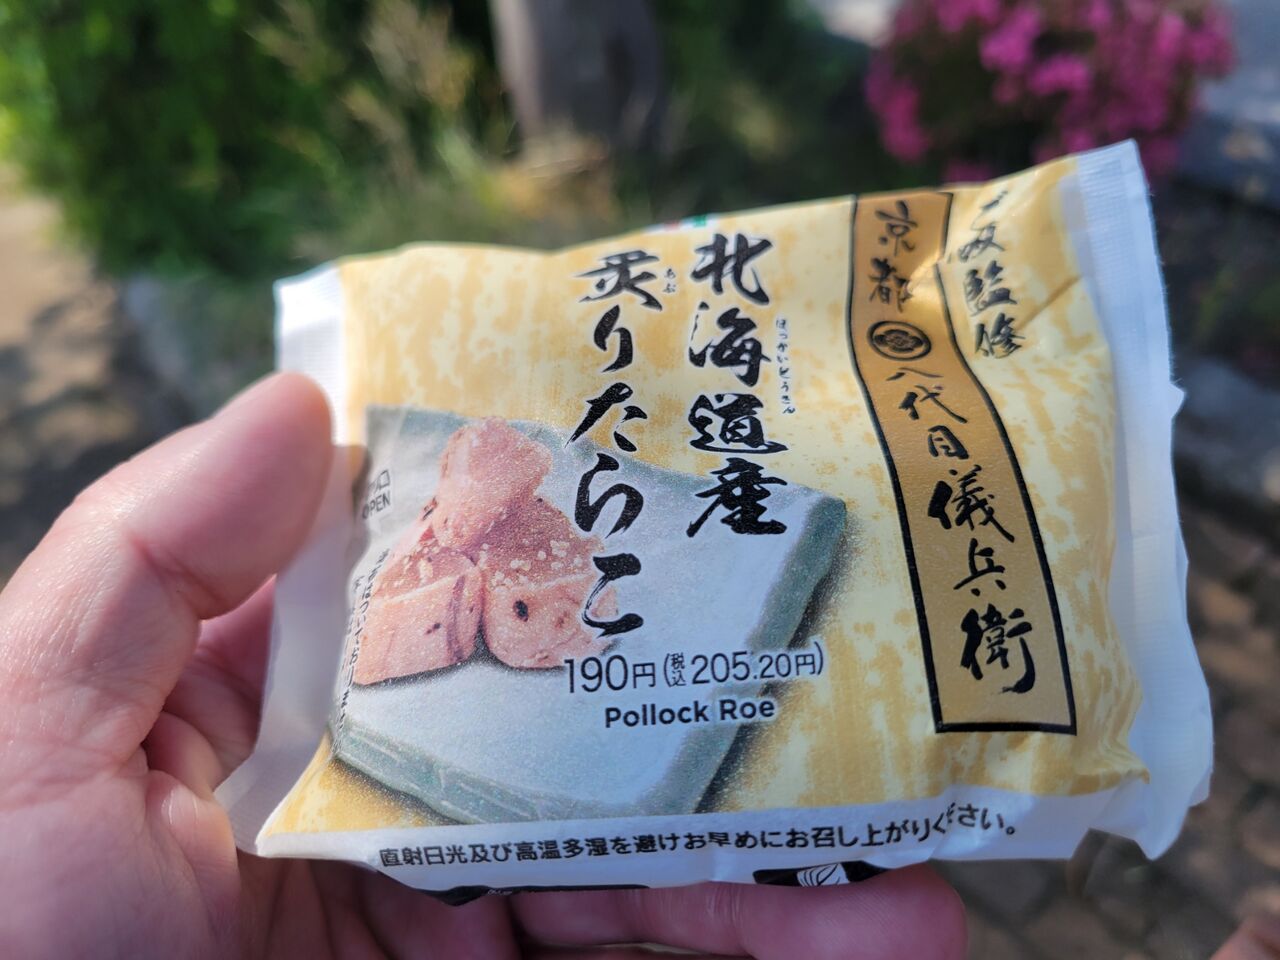 ご飯監修
京都 八代目儀兵衛
北海道産
ほっかいどうさん
炙りたらこ
あぶ
190円(税込205.20円)
Pollock Roe
OPEN
直射日光及び高温多湿を避けお早めにお召し上がりください。